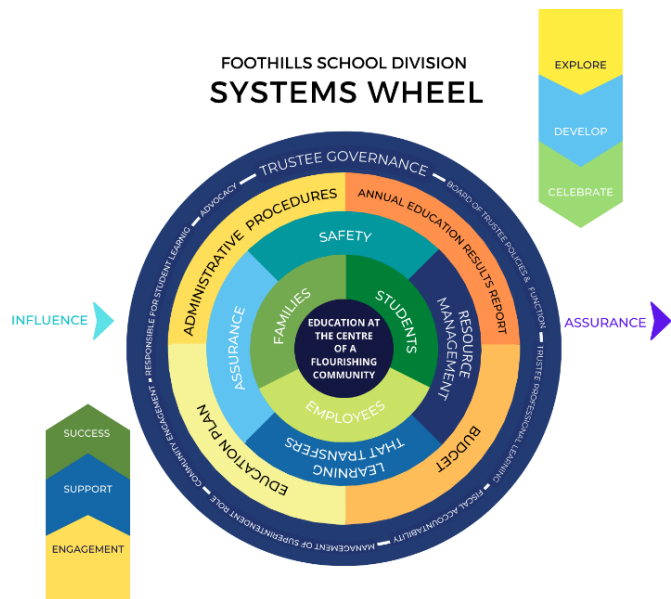 FOOTHILLS SCHOOL DIVISION
SYSTEMS WHEEL
EXPLORE
DEVELOP
CELEBRATE
TRUSTEE GOVERNANCE
BOARD OF TRUSTEE POLICIES & FUNCTION
TRUSTEE PROFESSIONAL LEARNING
FISCAL ACCOUNTABILITY
MANAGEMENT OF SUPERINTENDENT ROLE
COMMUNITY ENGAGEMENT
RESPONSIBLE FOR STUDENT LEARNIG
ADVOCACY
ADMINISTRATIVE PROCEDURES
ANNUAL EDUCATION RESULTS REPORT
BUDGET
EDUCATION PLAN
SAFETY
RESOURCE
MANAGEMENT
LEARNING
THAT TRANSFERS
ASSURANCE
FAMILIES
STUDENTS
EMPLOYEES
EDUCATION AT
THE CENTRE
OF A
FLOURISHING
COMMUNITY
INFLUENCE
ASSURANCE
SUCCESS
SUPPORT
ENGAGEMENT